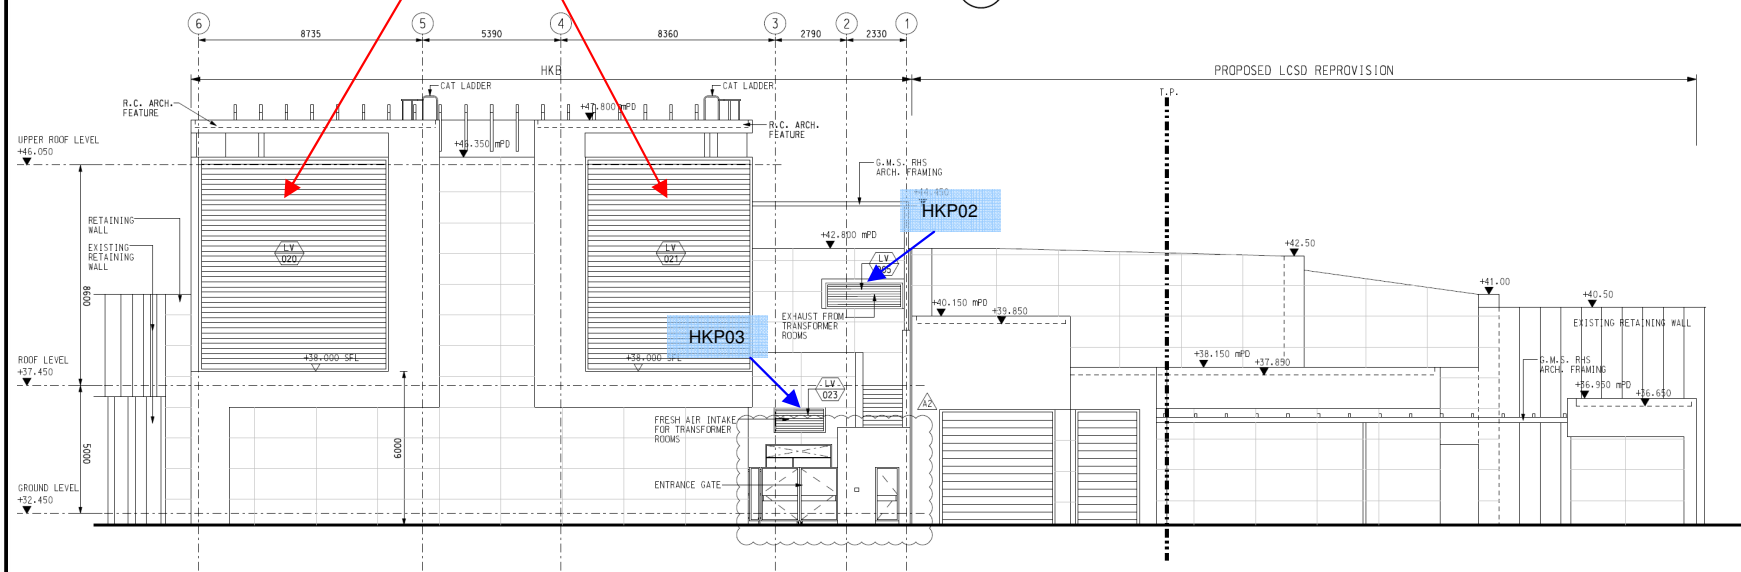 6
5
4
3
2
1
8735
5390
8360
2790
2330
HKB
PROPOSED LCSD REPROVISION
T.P.
CAT LADDER
CAT LADDER
R.C. ARCH.
FEATURE
+47.800 mPD
R.C. ARCH.
FEATURE
UPPER ROOF LEVEL
+46.050
+46.350 mPD
G.M.S. RHS
ARCH. FRAMING
+44.450
HKP02
RETAINING
WALL
EXISTING
RETAINING
WALL
+42.800 mPD
+42.50
LV
020
LV
021
LV
005
8600
+41.00
+40.50
+40.150 mPD
+39.850
EXHAUST FROM
TRANSFORMER
ROOMS
EXISTING RETAINING WALL
HKP03
ROOF LEVEL
+37.450
+38.000 SFL
+38.000 SFL
+38.150 mPD
+37.850
G.M.S. RHS
ARCH. FRAMING
LV
023
+36.950 mPD
+36.650
A2
FRESH AIR INTAKE
FOR TRANSFORMER
ROOMS
5000
6000
ENTRANCE GATE
GROUND LEVEL
+32.450